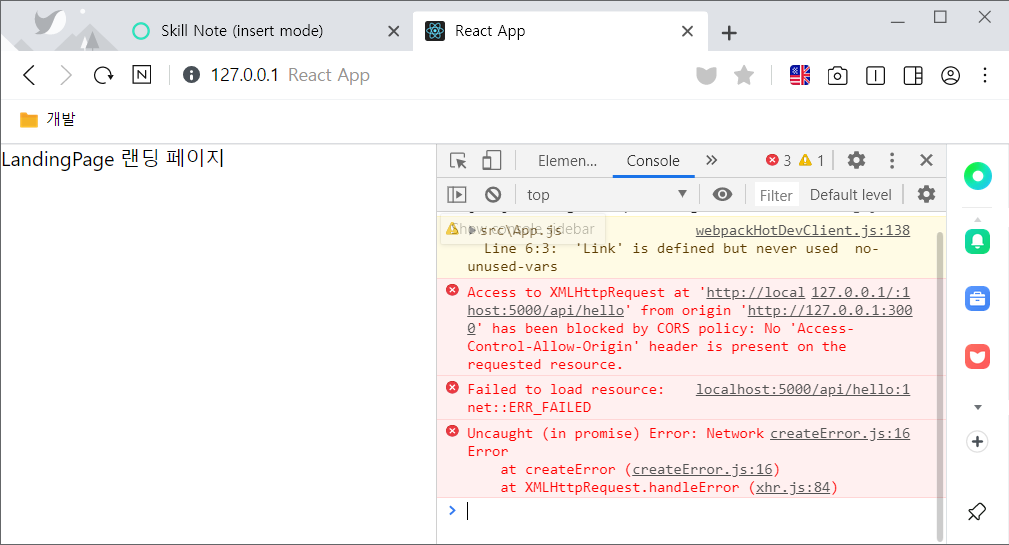 Skill Note (insert mode)
React App
127.0.0.1 React App
개발
LandingPage 랜딩 페이지
Elemen... Console 3 1
top Filter Default level
src\App.js webpackHotDevClient.js:138
Show console sidebar
Line 6:3: 'Link' is defined but never used no-
unused-vars
Access to XMLHttpRequest at 'http://local 127.0.0.1/:1
host:5000/api/hello' from origin 'http://127.0.0.1:300
0' has been blocked by CORS policy: No 'Access-
Control-Allow-Origin' header is present on the
requested resource.
Failed to load resource: localhost:5000/api/hello:1
net::ERR_FAILED
Uncaught (in promise) Error: Network createError.js:16
Error
at createError (createError.js:16)
at XMLHttpRequest.handleError (xhr.js:84)